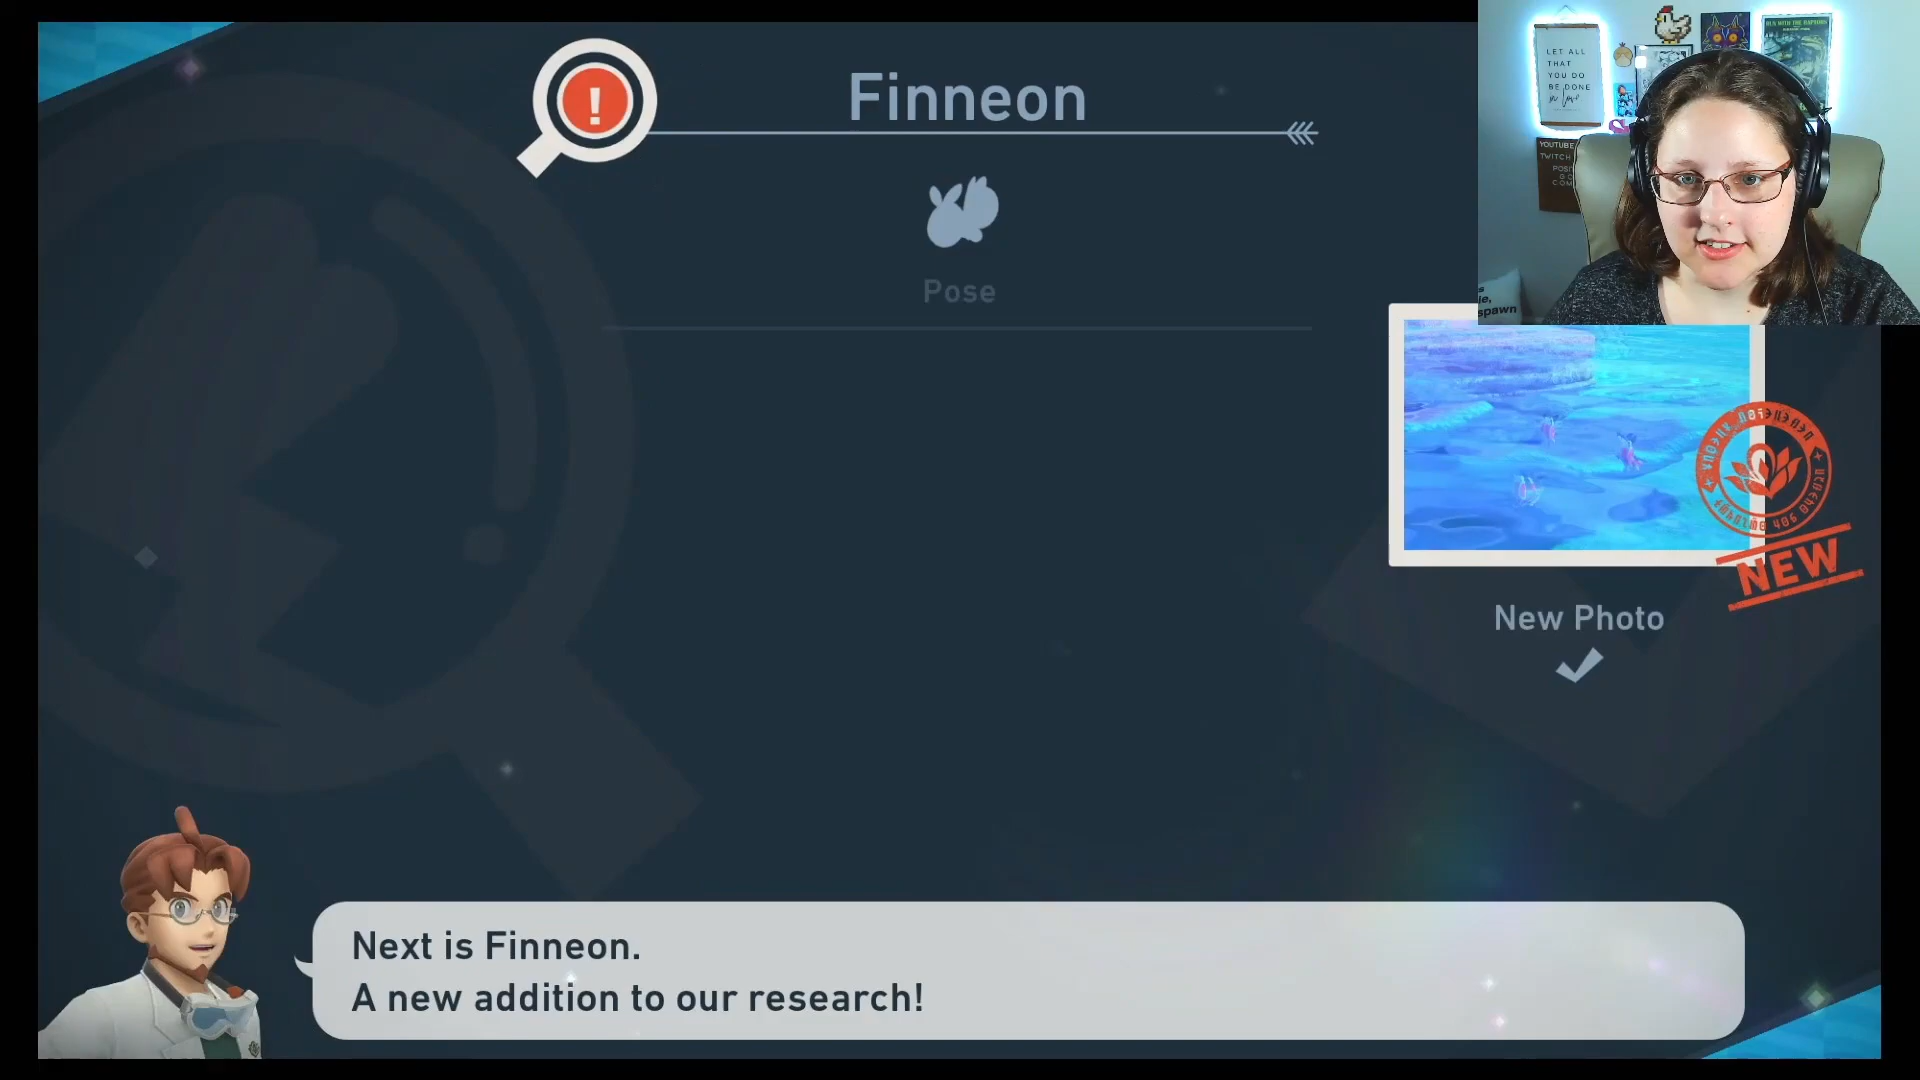 Finneon
Pose
New Photo
NEW
Next is Finneon.
A new addition to our research!
LET ALL
THAT
YOU DO
BE DONE
YOUTUBE
TWITCH
spawn